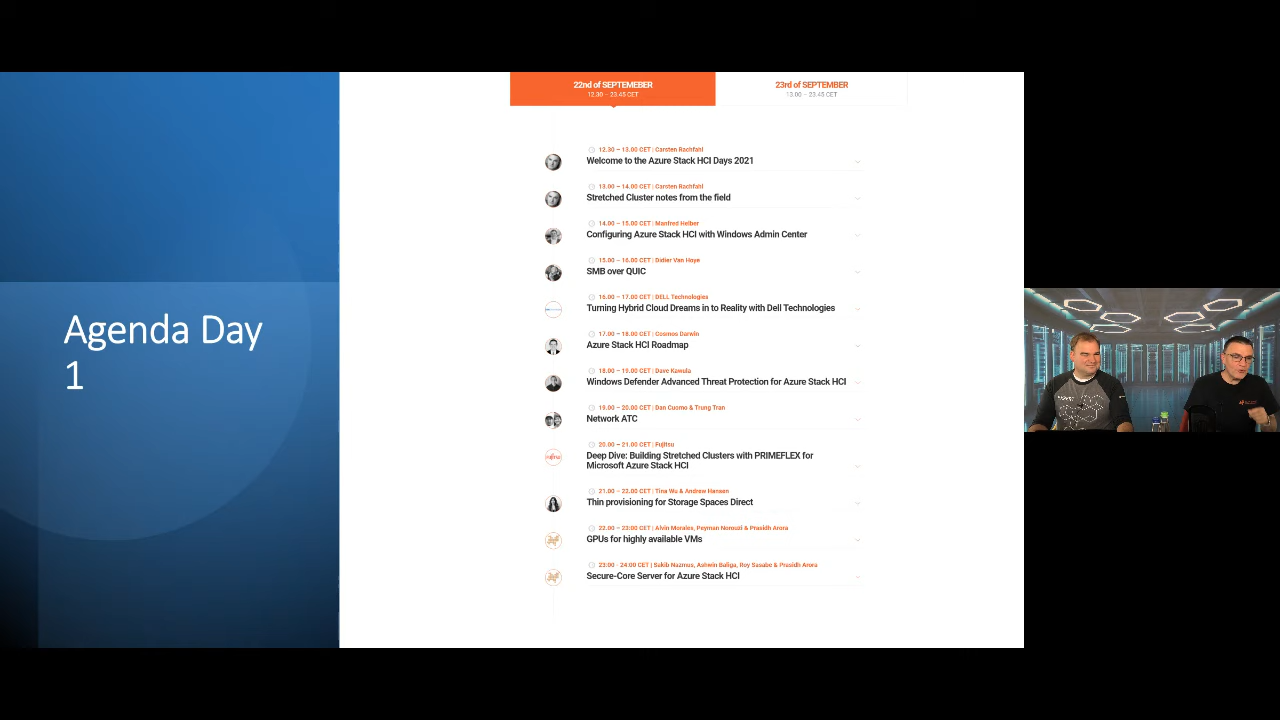 Agenda Day
1
22nd of SEPTEMEBER
12.30 – 23.45 CET
23rd of SEPTEMBER
13.00 – 23.45 CET
12.30 – 13.00 CET | Carsten Rachfahl
Welcome to the Azure Stack HCI Days 2021
13.00 – 14.00 CET | Carsten Rachfahl
Stretched Cluster notes from the field
14.00 – 15.00 CET | Manfred Helber
Configuring Azure Stack HCI with Windows Admin Center
15.00 – 16.00 CET | Didier Van Hoye
SMB over QUIC
16.00 – 17.00 CET | DELL Technologies
Turning Hybrid Cloud Dreams in to Reality with Dell Technologies
17.00 – 18.00 CET | Cosmos Darwin
Azure Stack HCI Roadmap
18.00 – 19.00 CET | Dave Kawula
Windows Defender Advanced Threat Protection for Azure Stack HCI
19.00 – 20.00 CET | Dan Cuomo & Trung Tran
Network ATC
20.00 – 21.00 CET | Fujitsu
Deep Dive: Building Stretched Clusters with PRIMEFLEX for
Microsoft Azure Stack HCI
21.00 – 22.00 CET | Tina Wu & Andrew Hansen
Thin provisioning for Storage Spaces Direct
22.00 – 23:00 CET | Alvin Morales, Peyman Norouzi & Prasidh Arora
GPUs for highly available VMs
23:00 - 24:00 CET | Sakib Nazmus, Ashwin Baliga, Roy Sasabe & Prasidh Arora
Secure-Core Server for Azure Stack HCI